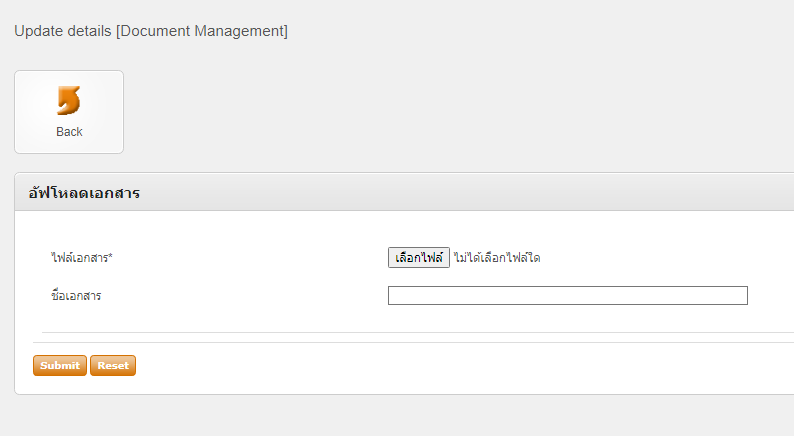 Update details [Document Management]
Back
อัฟโหลดเอกสาร
ไฟล์เอกสาร*
เลือกไฟล์ ไม่ได้เลือกไฟล์ใด
ชื่อเอกสาร
Submit Reset